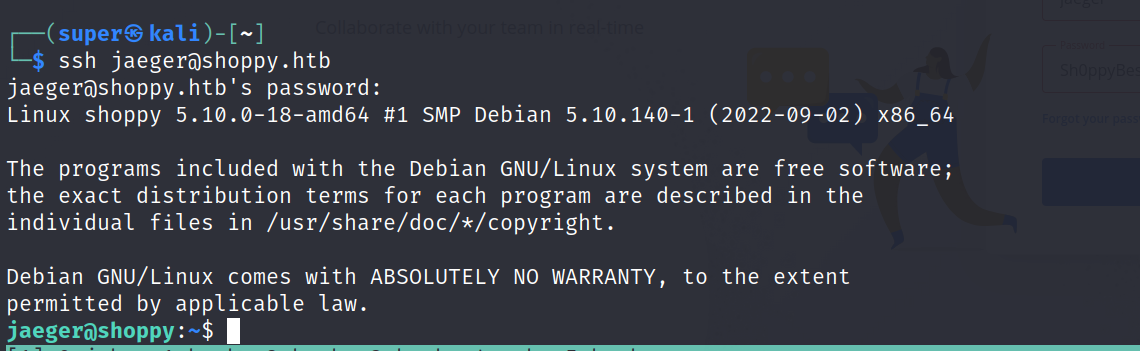 ┌──(super㉿kali)-[~]
└─$ ssh jaeger@shoppy.htb
jaeger@shoppy.htb's password:
Linux shoppy 5.10.0-18-amd64 #1 SMP Debian 5.10.140-1 (2022-09-02) x86_64
The programs included with the Debian GNU/Linux system are free software;
the exact distribution terms for each program are described in the
individual files in /usr/share/doc/*/copyright.
Debian GNU/Linux comes with ABSOLUTELY NO WARRANTY, to the extent
permitted by applicable law.
jaeger@shoppy:~$
Collaborate with your team in real-time
jaeger
Password
Forgot your